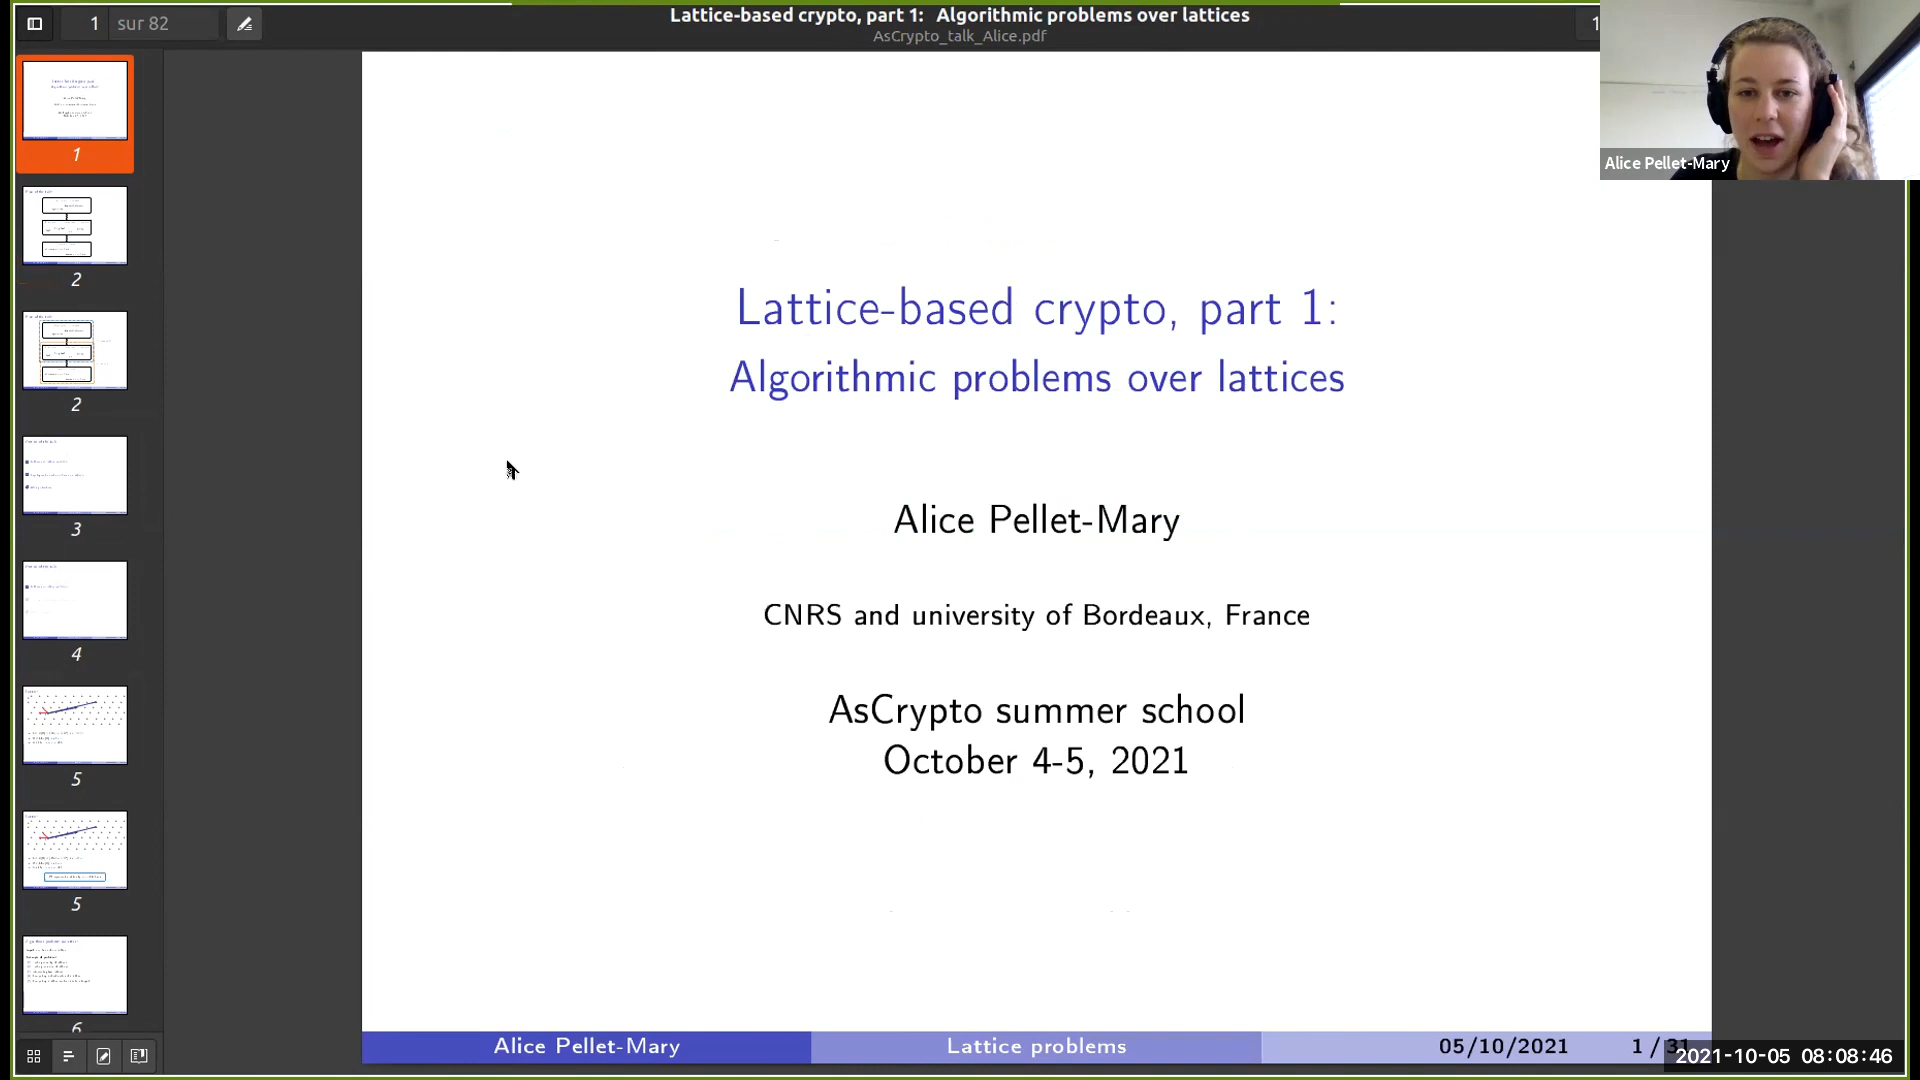 1 sur 82
Lattice-based crypto, part 1: Algorithmic problems over lattices
AsCrypto_talk_Alice.pdf
1
Alice Pellet-Mary
1
2
2
3
4
5
5
6
Lattice-based crypto, part 1:
Algorithmic problems over lattices
Alice Pellet-Mary
CNRS and university of Bordeaux, France
AsCrypto summer school
October 4-5, 2021
Alice Pellet-Mary
Lattice problems
05/10/2021
1 / 31
2021-10-05 08:08:46